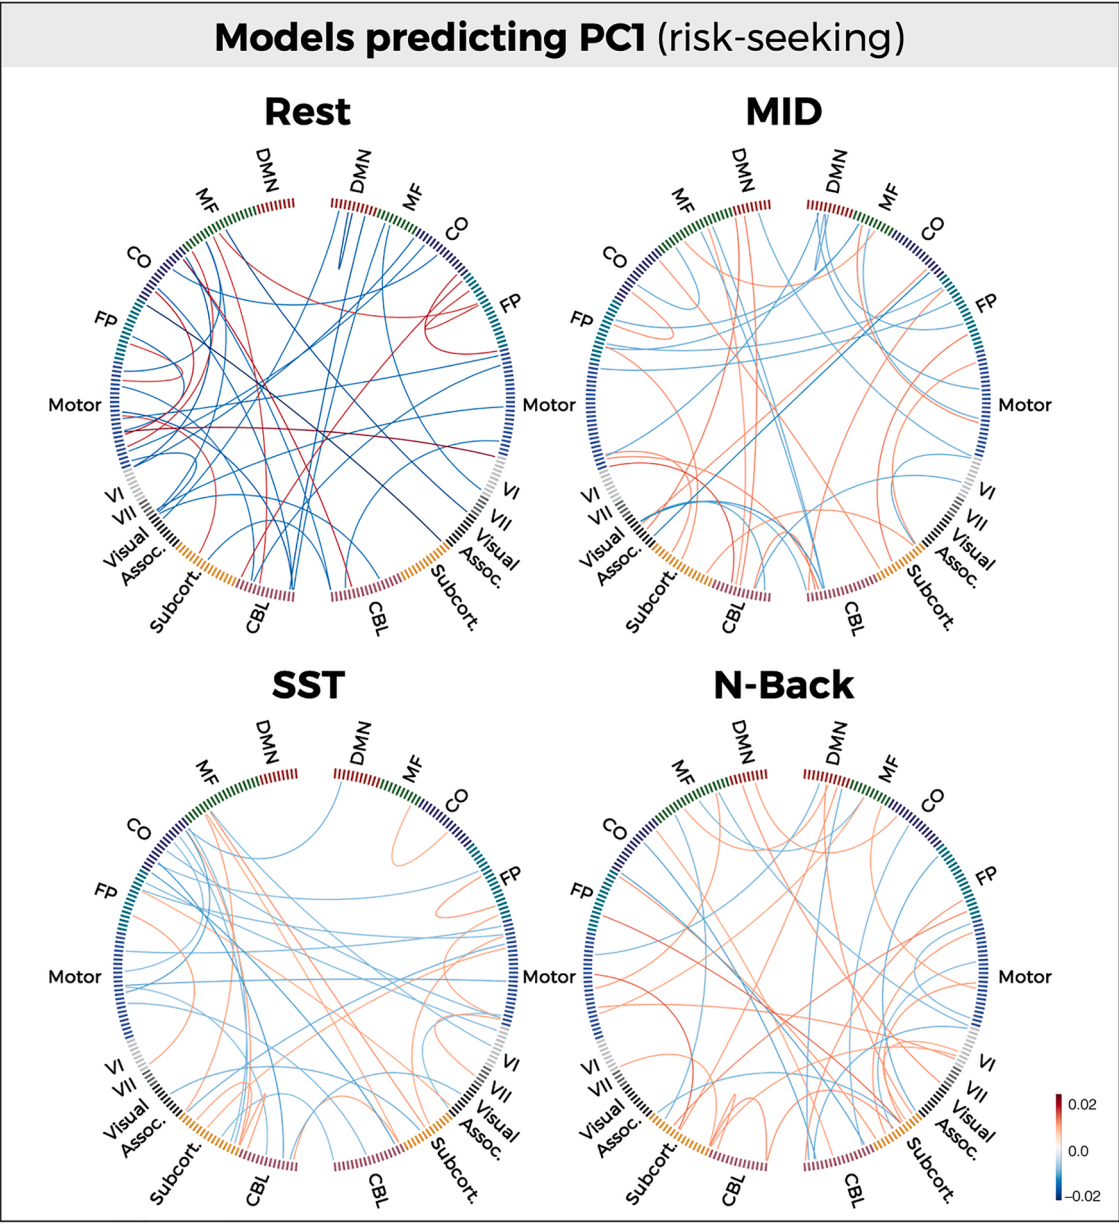 Models predicting PC1 (risk-seeking)
Rest
MID
DMN
DMN
MF
MF
CO
CO
FP
FP
Motor
Motor
VI
VI
VII
VII
Visual
Assoc.
Visual
Assoc.
Subcort.
Subcort.
CBL
CBL
DMN
DMN
MF
MF
CO
CO
FP
FP
Motor
VI
VI
VII
VII
Visual
Assoc.
Visual
Assoc.
Subcort.
Subcort.
CBL
CBL
SST
N-Back
DMN
DMN
MF
MF
CO
CO
FP
FP
Motor
Motor
VI
VI
VII
VII
Visual
Assoc.
Visual
Assoc.
Subcort.
Subcort.
CBL
CBL
DMN
DMN
MF
MF
CO
CO
FP
FP
Motor
VI
VI
VII
VII
Visual
Assoc.
Visual
Assoc.
Subcort.
Subcort.
CBL
CBL
0.02
0.0
−0.02